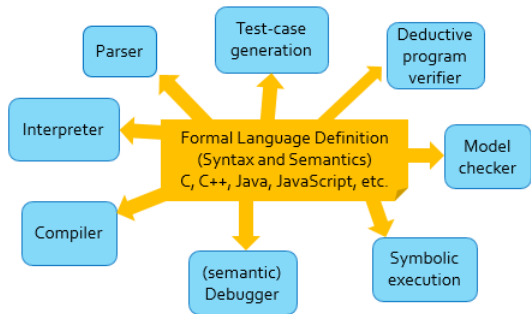 Parser
Test-case
generation
Deductive
program
verifier
Interpreter
Formal Language Definition
(Syntax and Semantics)
C, C++, Java, JavaScript, etc.
Model
checker
Compiler
(semantic)
Debugger
Symbolic
execution